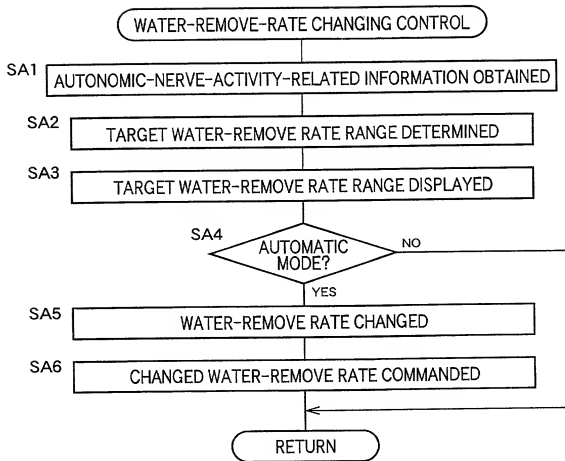 WATER-REMOVE-RATE CHANGING CONTROL
SA1
AUTONOMIC-NERVE-ACTIVITY-RELATED INFORMATION OBTAINED
SA2
TARGET WATER-REMOVE RATE RANGE DETERMINED
SA3
TARGET WATER-REMOVE RATE RANGE DISPLAYED
SA4
AUTOMATIC
MODE?
NO
YES
SA5
WATER-REMOVE RATE CHANGED
SA6
CHANGED WATER-REMOVE RATE COMMANDED
RETURN